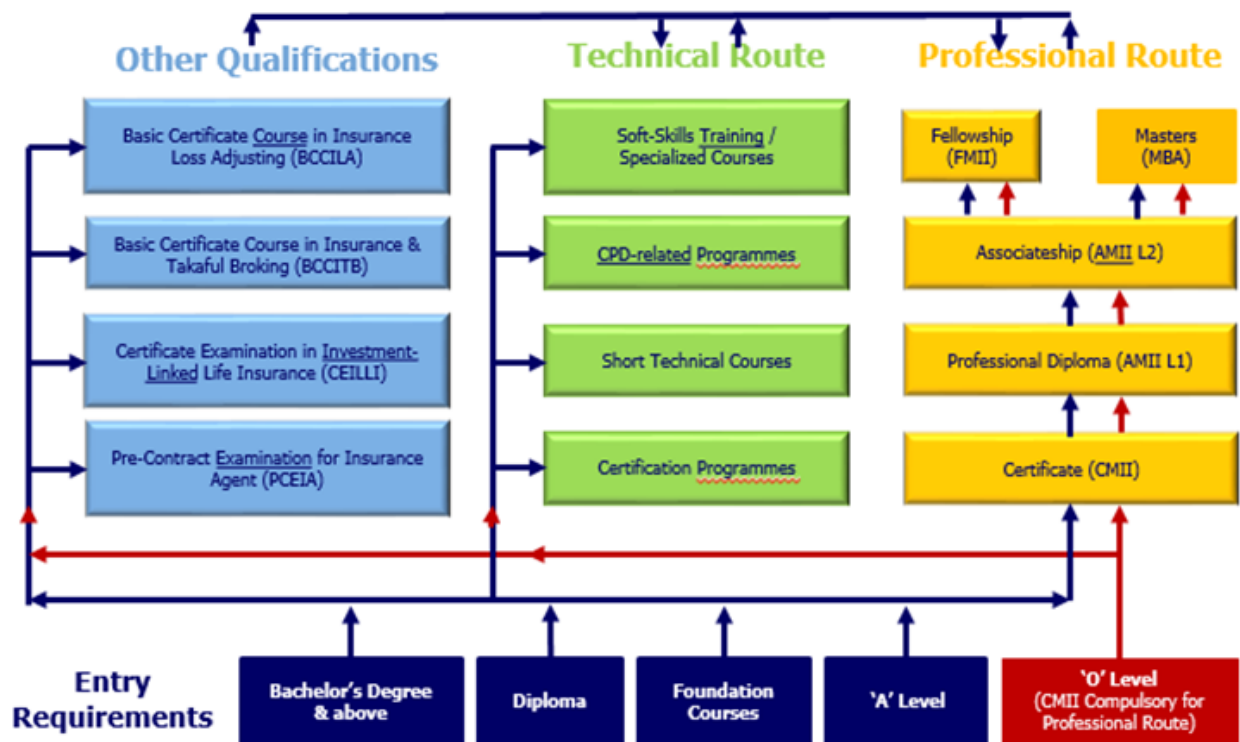 Other Qualifications
Technical Route
Professional Route
Basic Certificate Course in Insurance
Loss Adjusting (BCCILA)
Basic Certificate Course in Insurance &
Takaful Broking (BCCITB)
Certificate Examination in Investment-
Linked Life Insurance (CEILLI)
Pre-Contract Examination for Insurance
Agent (PCEIA)
Soft-Skills Training /
Specialized Courses
CPD-related Programmes
Short Technical Courses
Certification Programmes
Fellowship
(FMII)
Masters
(MBA)
Associateship (AMII L2)
Professional Diploma (AMII L1)
Certificate (CMII)
Entry
Requirements
Bachelor's Degree
& above
Diploma
Foundation
Courses
'A' Level
'O' Level
(CMII Compulsory for
Professional Route)